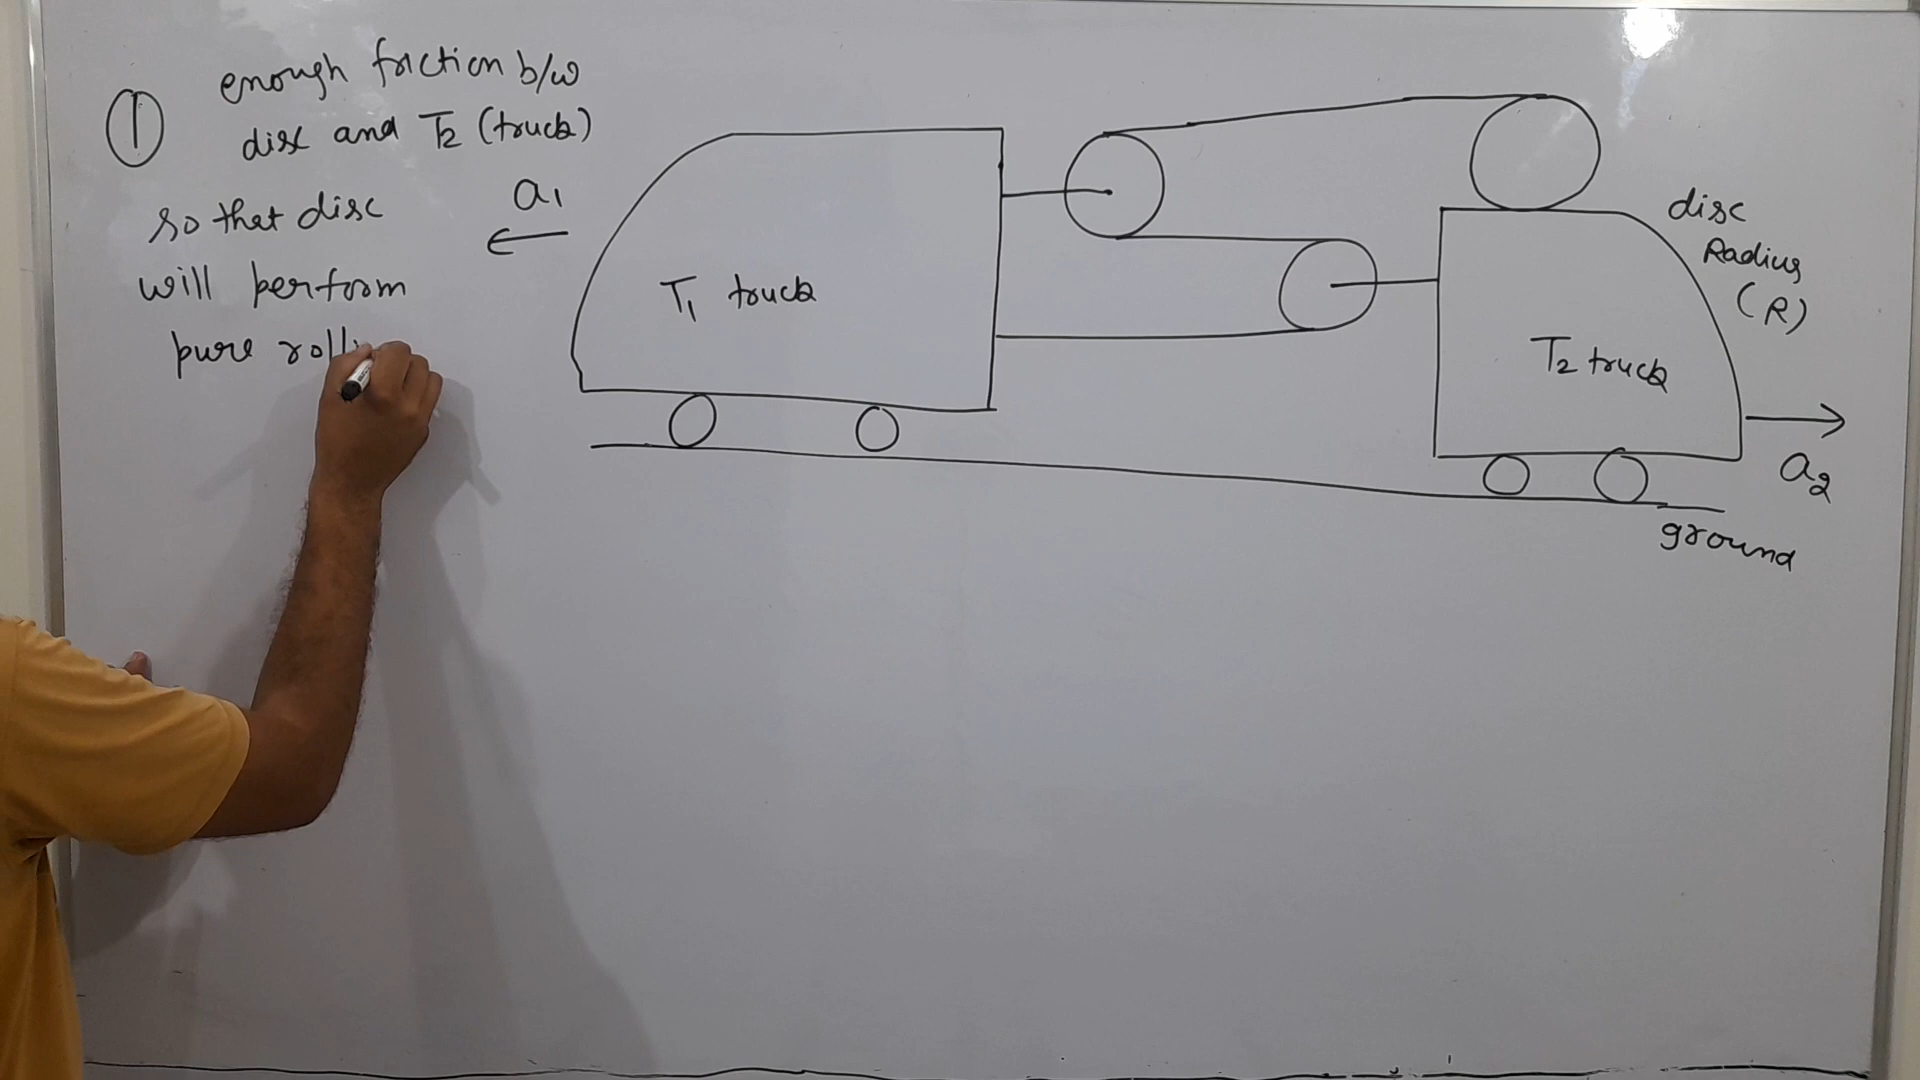 ① enough friction b/w
disc and T₂ (truck)
so that disc
will perform
pure rolli
a₁
T₁ truck
disc
Radius
(R)
T₂ truck
a₂
ground